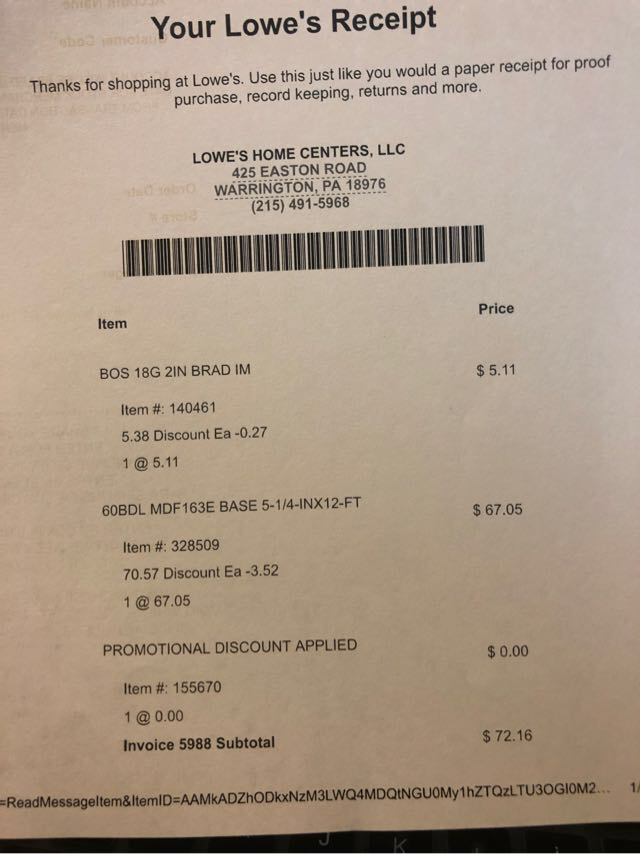 Your Lowe's Receipt
Thanks for shopping at Lowe's. Use this just like you would a paper receipt for proof
purchase, record keeping, returns and more.
LOWE'S HOME CENTERS, LLC
425 EASTON ROAD
WARRINGTON, PA 18976
(215) 491-5968
Item Price
BOS 18G 2IN BRAD IM $ 5.11
Item #: 140461
5.38 Discount Ea -0.27
1 @ 5.11
60BDL MDF163E BASE 5-1/4-INX12-FT $ 67.05
Item #: 328509
70.57 Discount Ea -3.52
1 @ 67.05
PROMOTIONAL DISCOUNT APPLIED $ 0.00
Item #: 155670
1 @ 0.00
Invoice 5988 Subtotal $ 72.16
=ReadMessageItem&ItemID=AAMkADZhODkxNzM3LWQ4MDQtNGU0My1hZTQzLTU3OGI0M2... 1/
J K